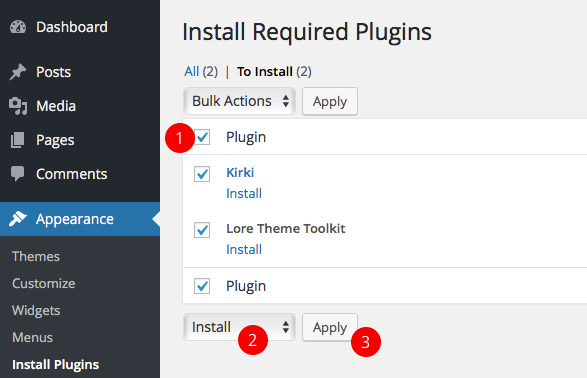 Dashboard
Posts
Media
Pages
Comments
Appearance
Themes
Customize
Widgets
Menus
Install Plugins
Install Required Plugins
All (2) | To Install (2)
Bulk Actions Apply
1 Plugin
Kirki
Install
Lore Theme Toolkit
Install
Plugin
Install 2 Apply 3